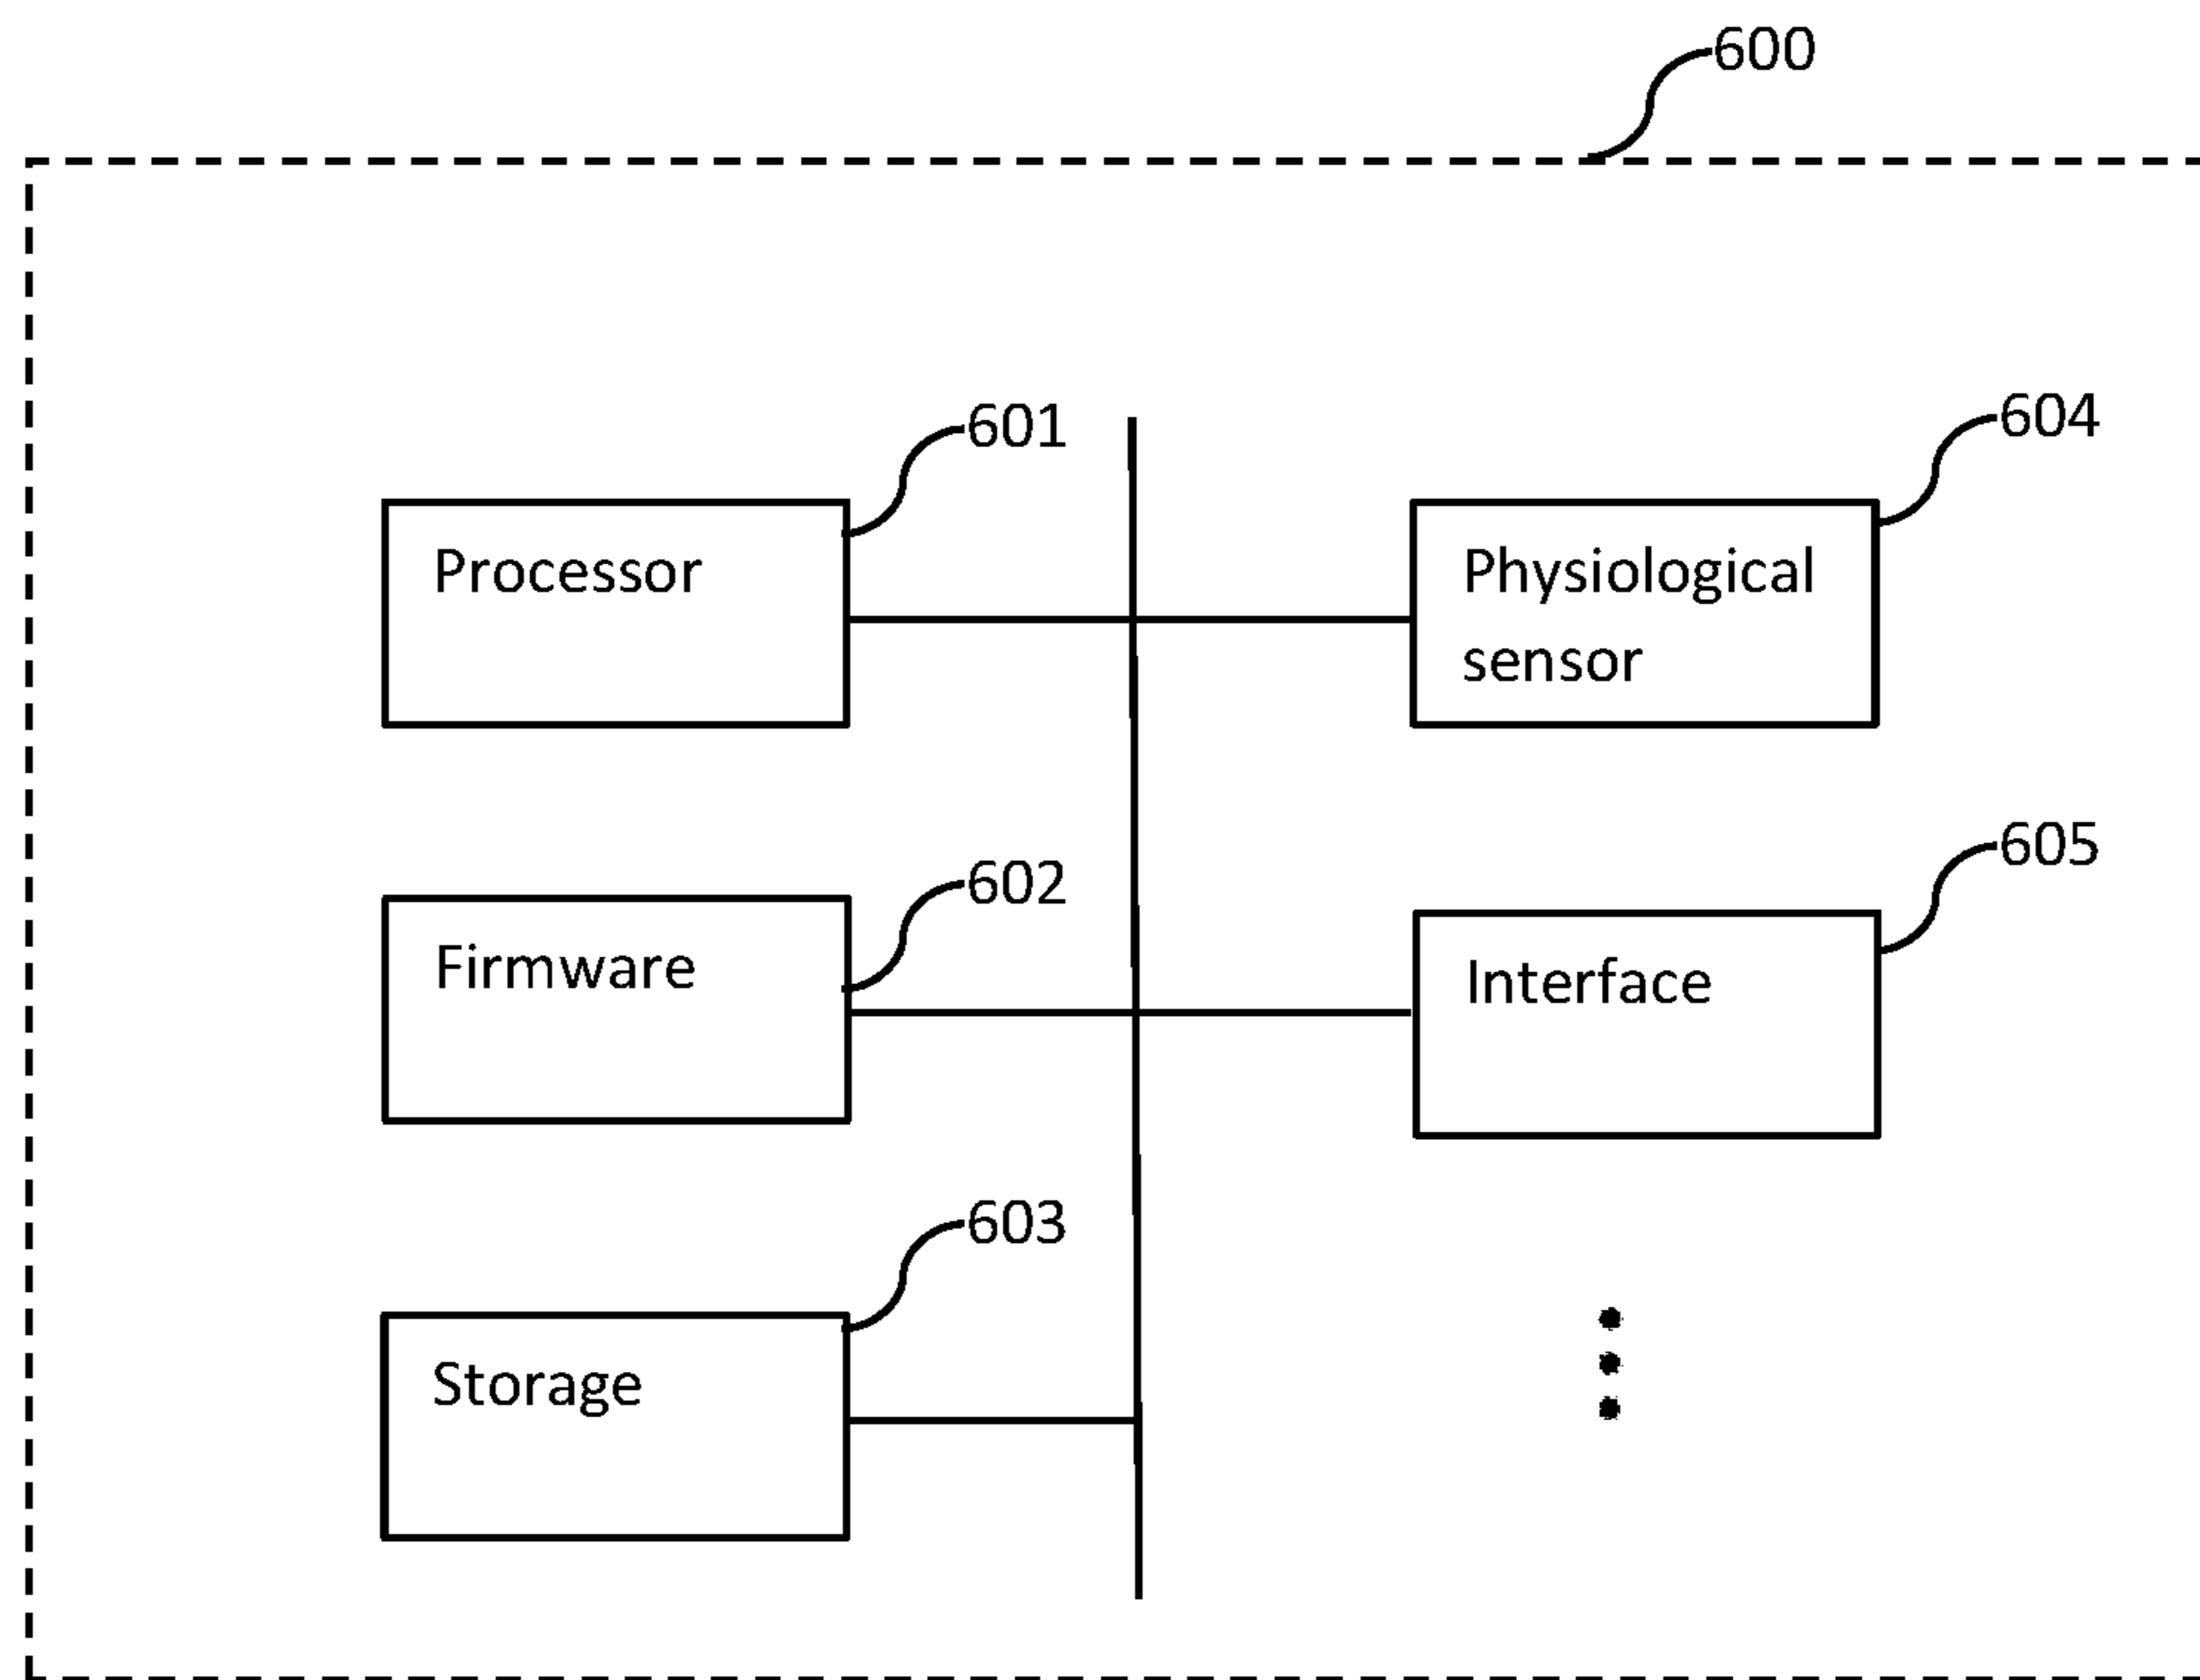 600
601
604
Processor
Physiological
sensor
602
605
Firmware
Interface
603
Storage